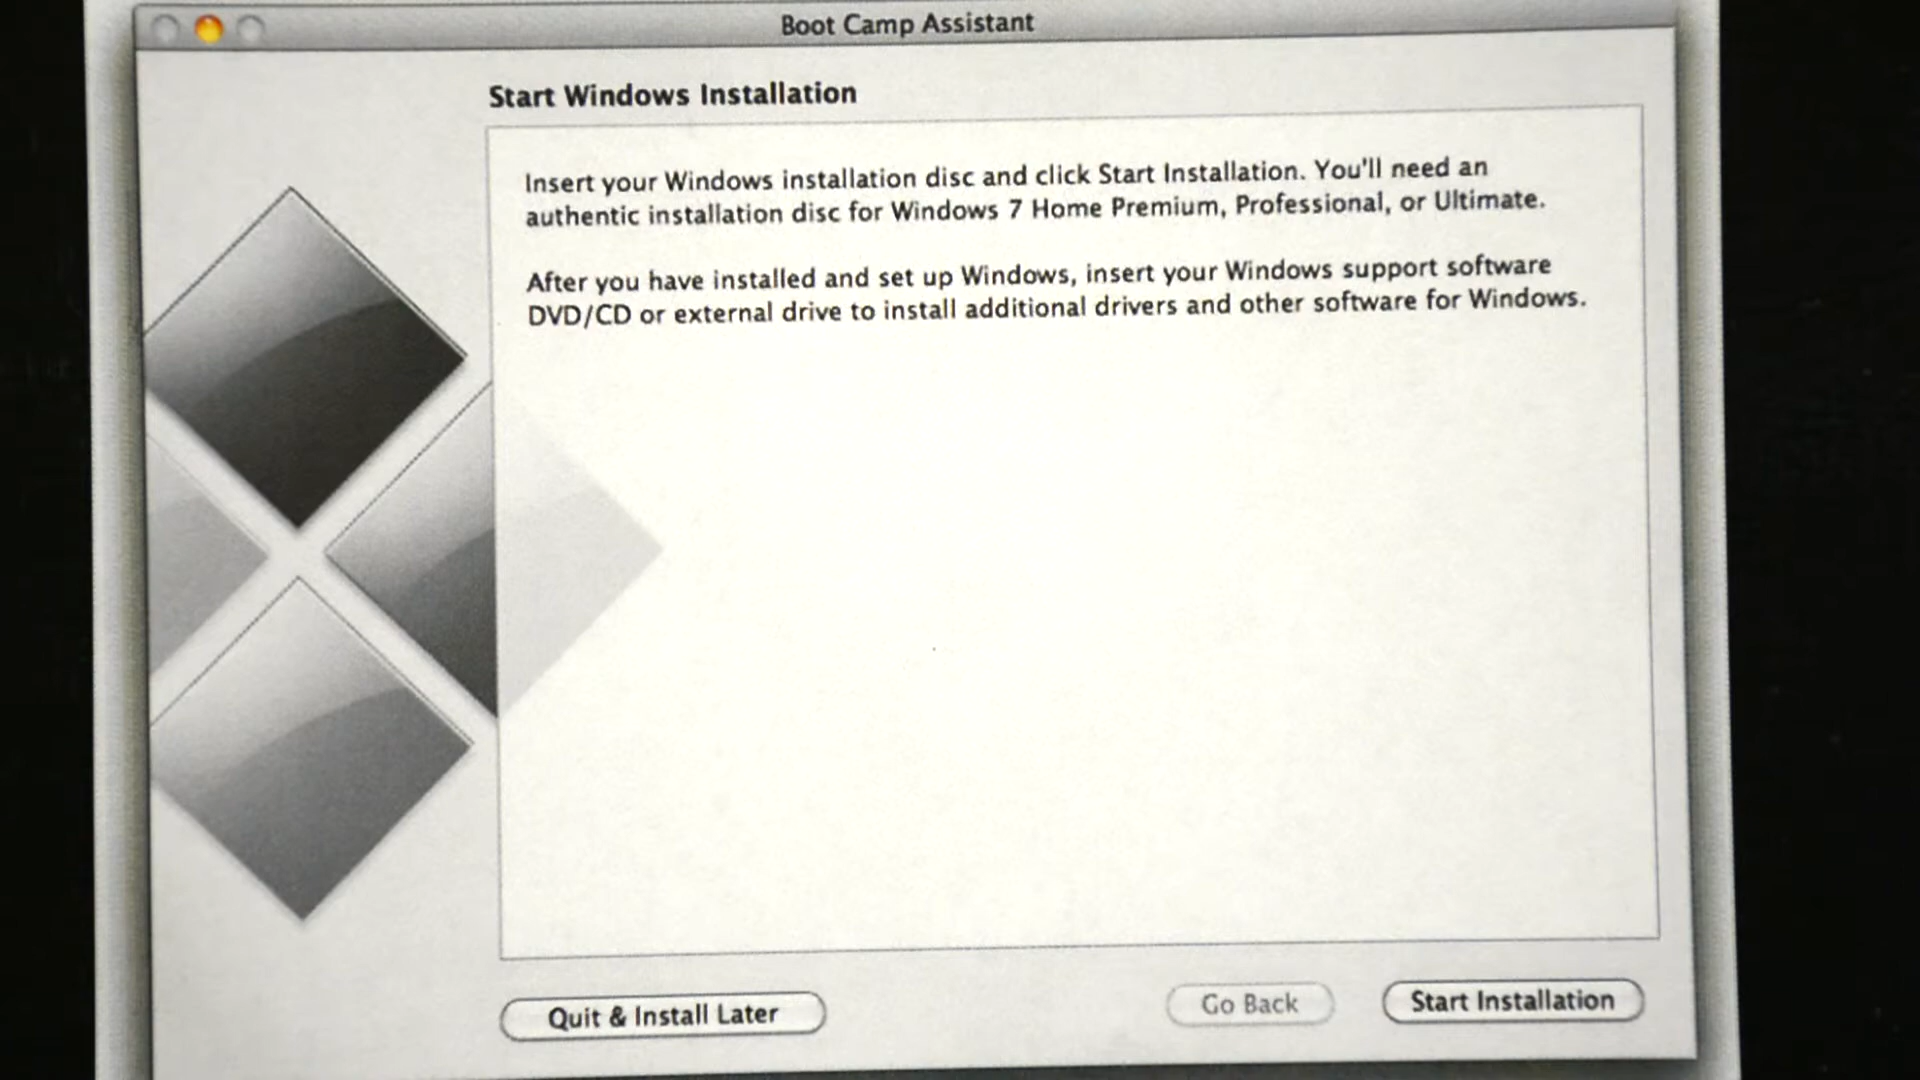 Boot Camp Assistant
Start Windows Installation
Insert your Windows installation disc and click Start Installation. You'll need an
authentic installation disc for Windows 7 Home Premium, Professional, or Ultimate.
After you have installed and set up Windows, insert your Windows support software
DVD/CD or external drive to install additional drivers and other software for Windows.
Quit & Install Later
Go Back
Start Installation